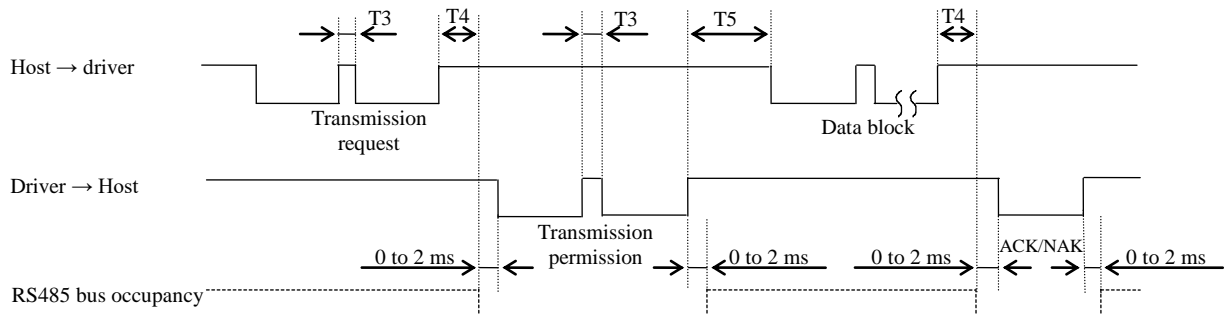 T3
T4
T3
T5
T4
Host → driver
Transmission
request
Data block
Driver → Host
Transmission
permission
ACK/NAK
0 to 2 ms
0 to 2 ms
0 to 2 ms
0 to 2 ms
RS485 bus occupancy